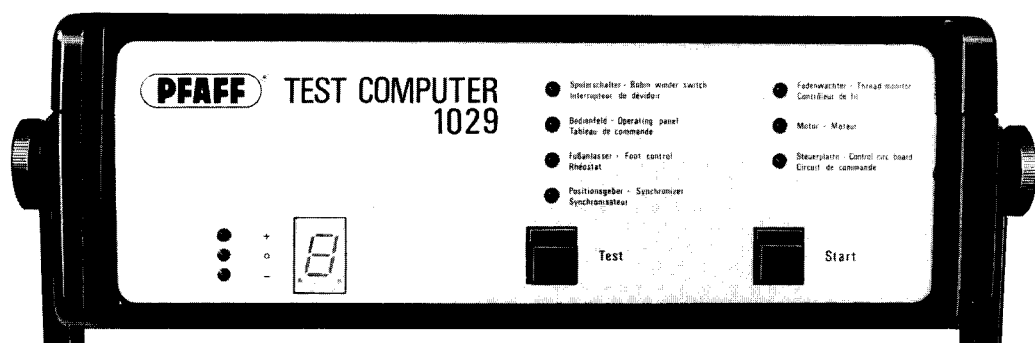 PFAFF TEST COMPUTER
1029
Spulerschalter - Bobin winder switch
Interrupteur de dévidoir
Bedienfeld - Operating panel
Tableau de commande
Fußanlasser - Foot control
Rhéostat
Positionsgeber - Synchronizer
Synchronisateur
Fadenwächter - Thread monitor
Contrôleur de fil
Motor - Moteur
Steuerplatte - Control circ board
Circuit de commande
+
o
-
8
Test
Start